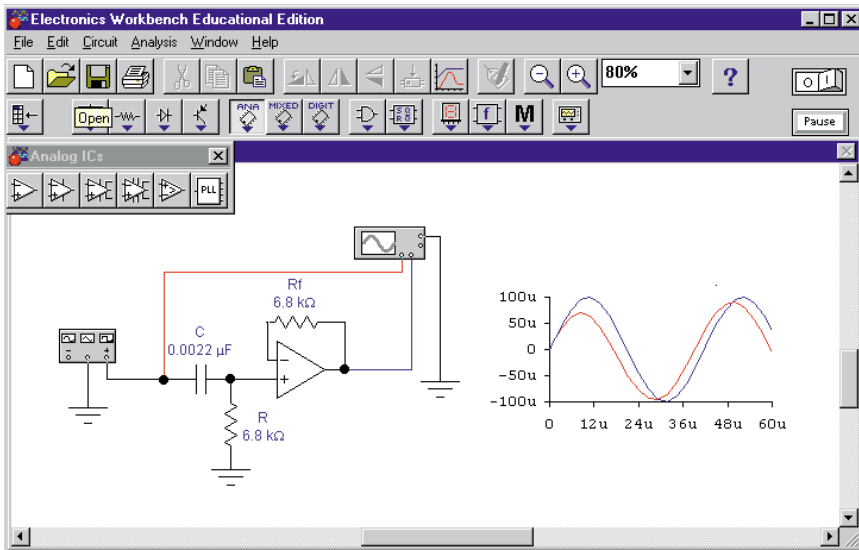 Electronics Workbench Educational Edition
File Edit Circuit Analysis Window Help
80%
?
O I
Open
ANA
MIXED
DIGIT
f
M
Pause
Analog ICs
PLL
Rf
6.8 kΩ
C
0.0022 µF
R
6.8 kΩ
100u
50u
0
-50u
-100u
0 12u 24u 36u 48u 60u